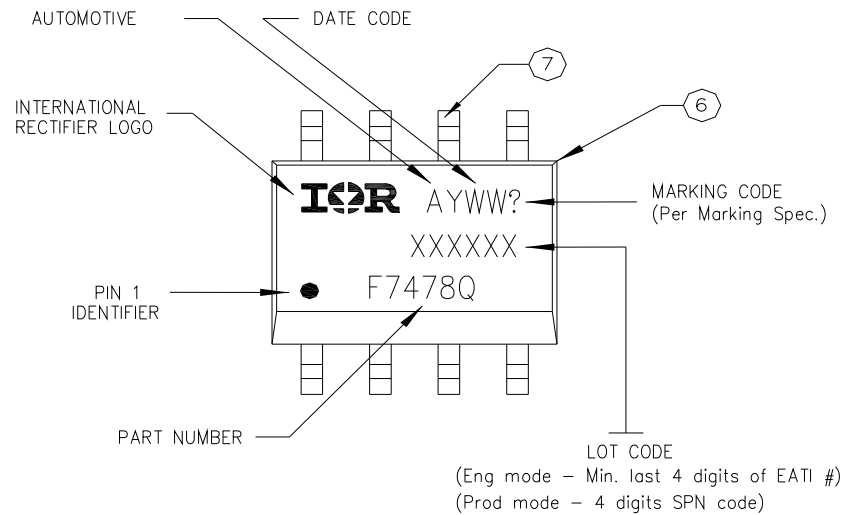 AUTOMOTIVE
DATE CODE
7
INTERNATIONAL
RECTIFIER LOGO
6
IOR AYWW?
MARKING CODE
(Per Marking Spec.)
XXXXXX
PIN 1
IDENTIFIER
F7478Q
PART NUMBER
LOT CODE
(Eng mode – Min. last 4 digits of EATI #)
(Prod mode – 4 digits SPN code)